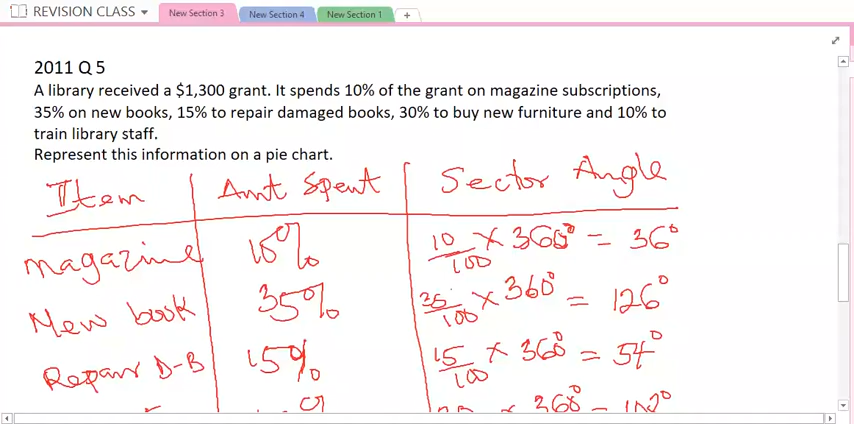 REVISION CLASS New Section 3 New Section 4 New Section 1
2011 Q 5
A library received a $1,300 grant. It spends 10% of the grant on magazine subscriptions,
35% on new books, 15% to repair damaged books, 30% to buy new furniture and 10% to
train library staff.
Represent this information on a pie chart.
Item Amt Spent Sector Angle
Magazine 10% 10/100 × 360° = 36°
New book 35% 35/100 × 360° = 126°
Repair D-B 15% 15/100 × 360° = 54°
× 360° =